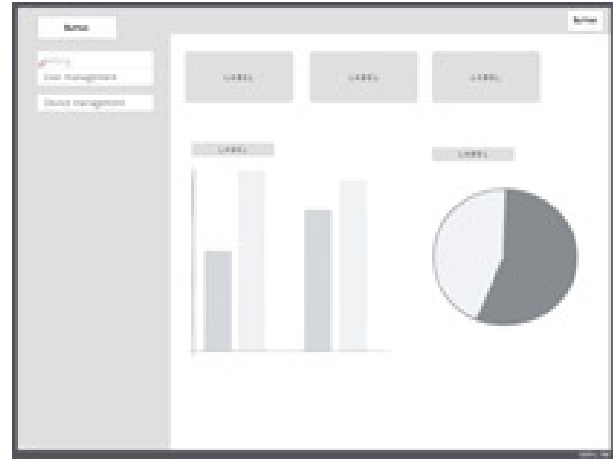 Button
User management
Device management
LABEL
LABEL
LABEL
LABEL
LABEL